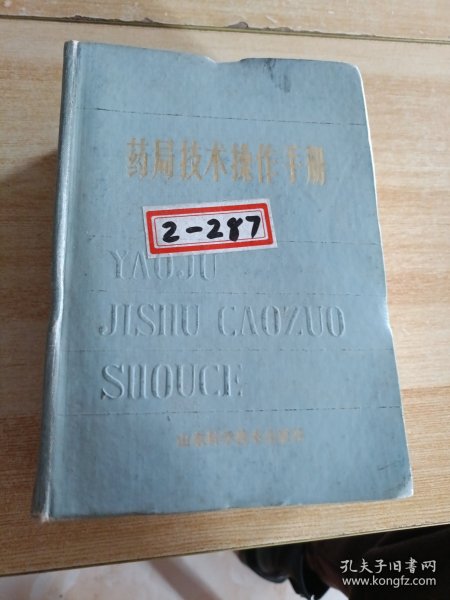 药局技术操作手册
2-287
YAOJU
JISHU CAOZUO
SHOUCE
山东科学技术出版社
孔夫子旧书网
www.kongfz.com